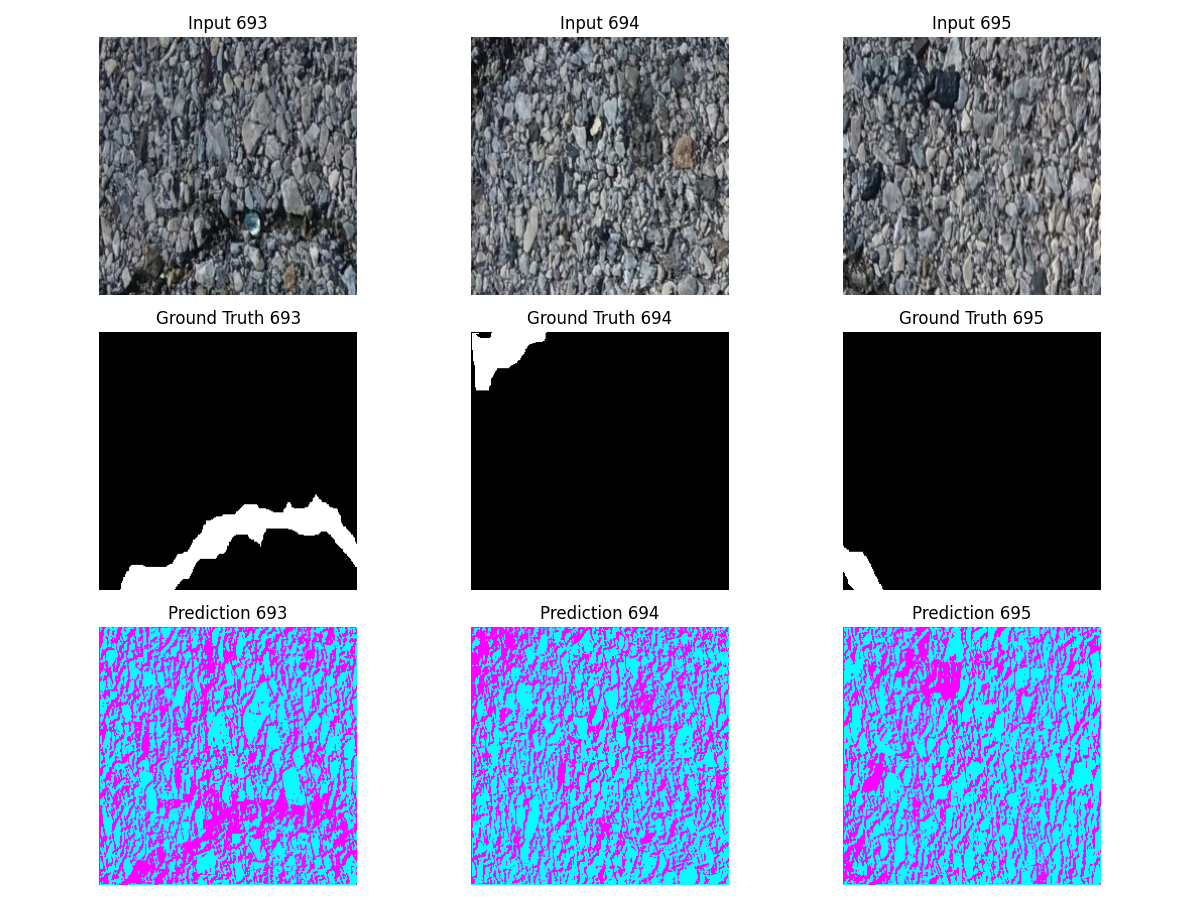 Input 693
Input 694
Input 695
Ground Truth 693
Ground Truth 694
Ground Truth 695
Prediction 693
Prediction 694
Prediction 695